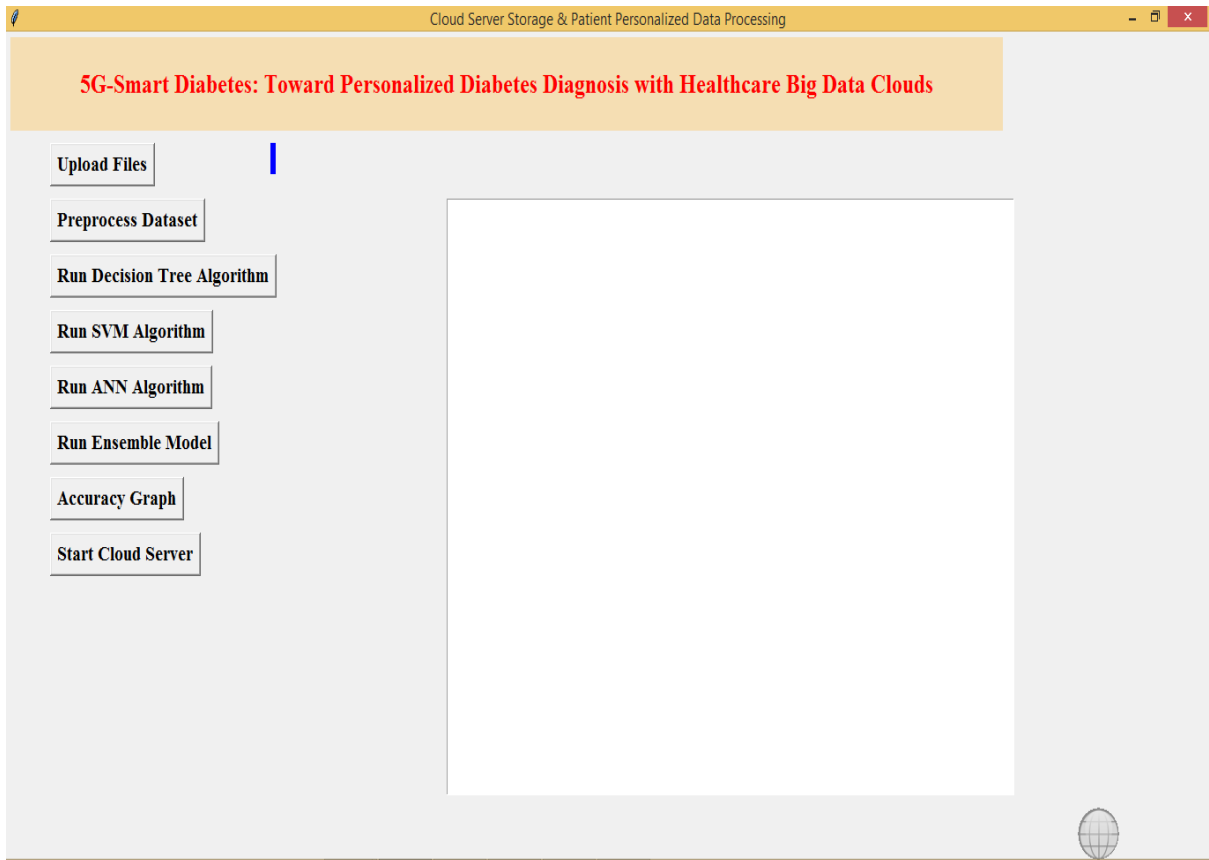 Cloud Server Storage & Patient Personalized Data Processing
5G-Smart Diabetes: Toward Personalized Diabetes Diagnosis with Healthcare Big Data Clouds
Upload Files
Preprocess Dataset
Run Decision Tree Algorithm
Run SVM Algorithm
Run ANN Algorithm
Run Ensemble Model
Accuracy Graph
Start Cloud Server